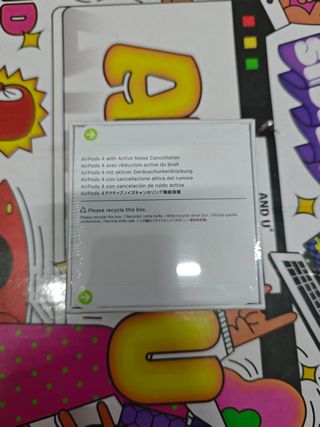 AirPods 4 with Active Noise Cancellation
AirPods 4 avec réduction active du bruit
AirPods 4 mit aktiver Geräuschunterdrückung
AirPods 4 con cancellazione attiva del rumore
AirPods 4 con cancelación de ruido activa
AirPods 4アクティブノイズキャンセリング機能搭載
Please recycle this box.
A
AND U
U